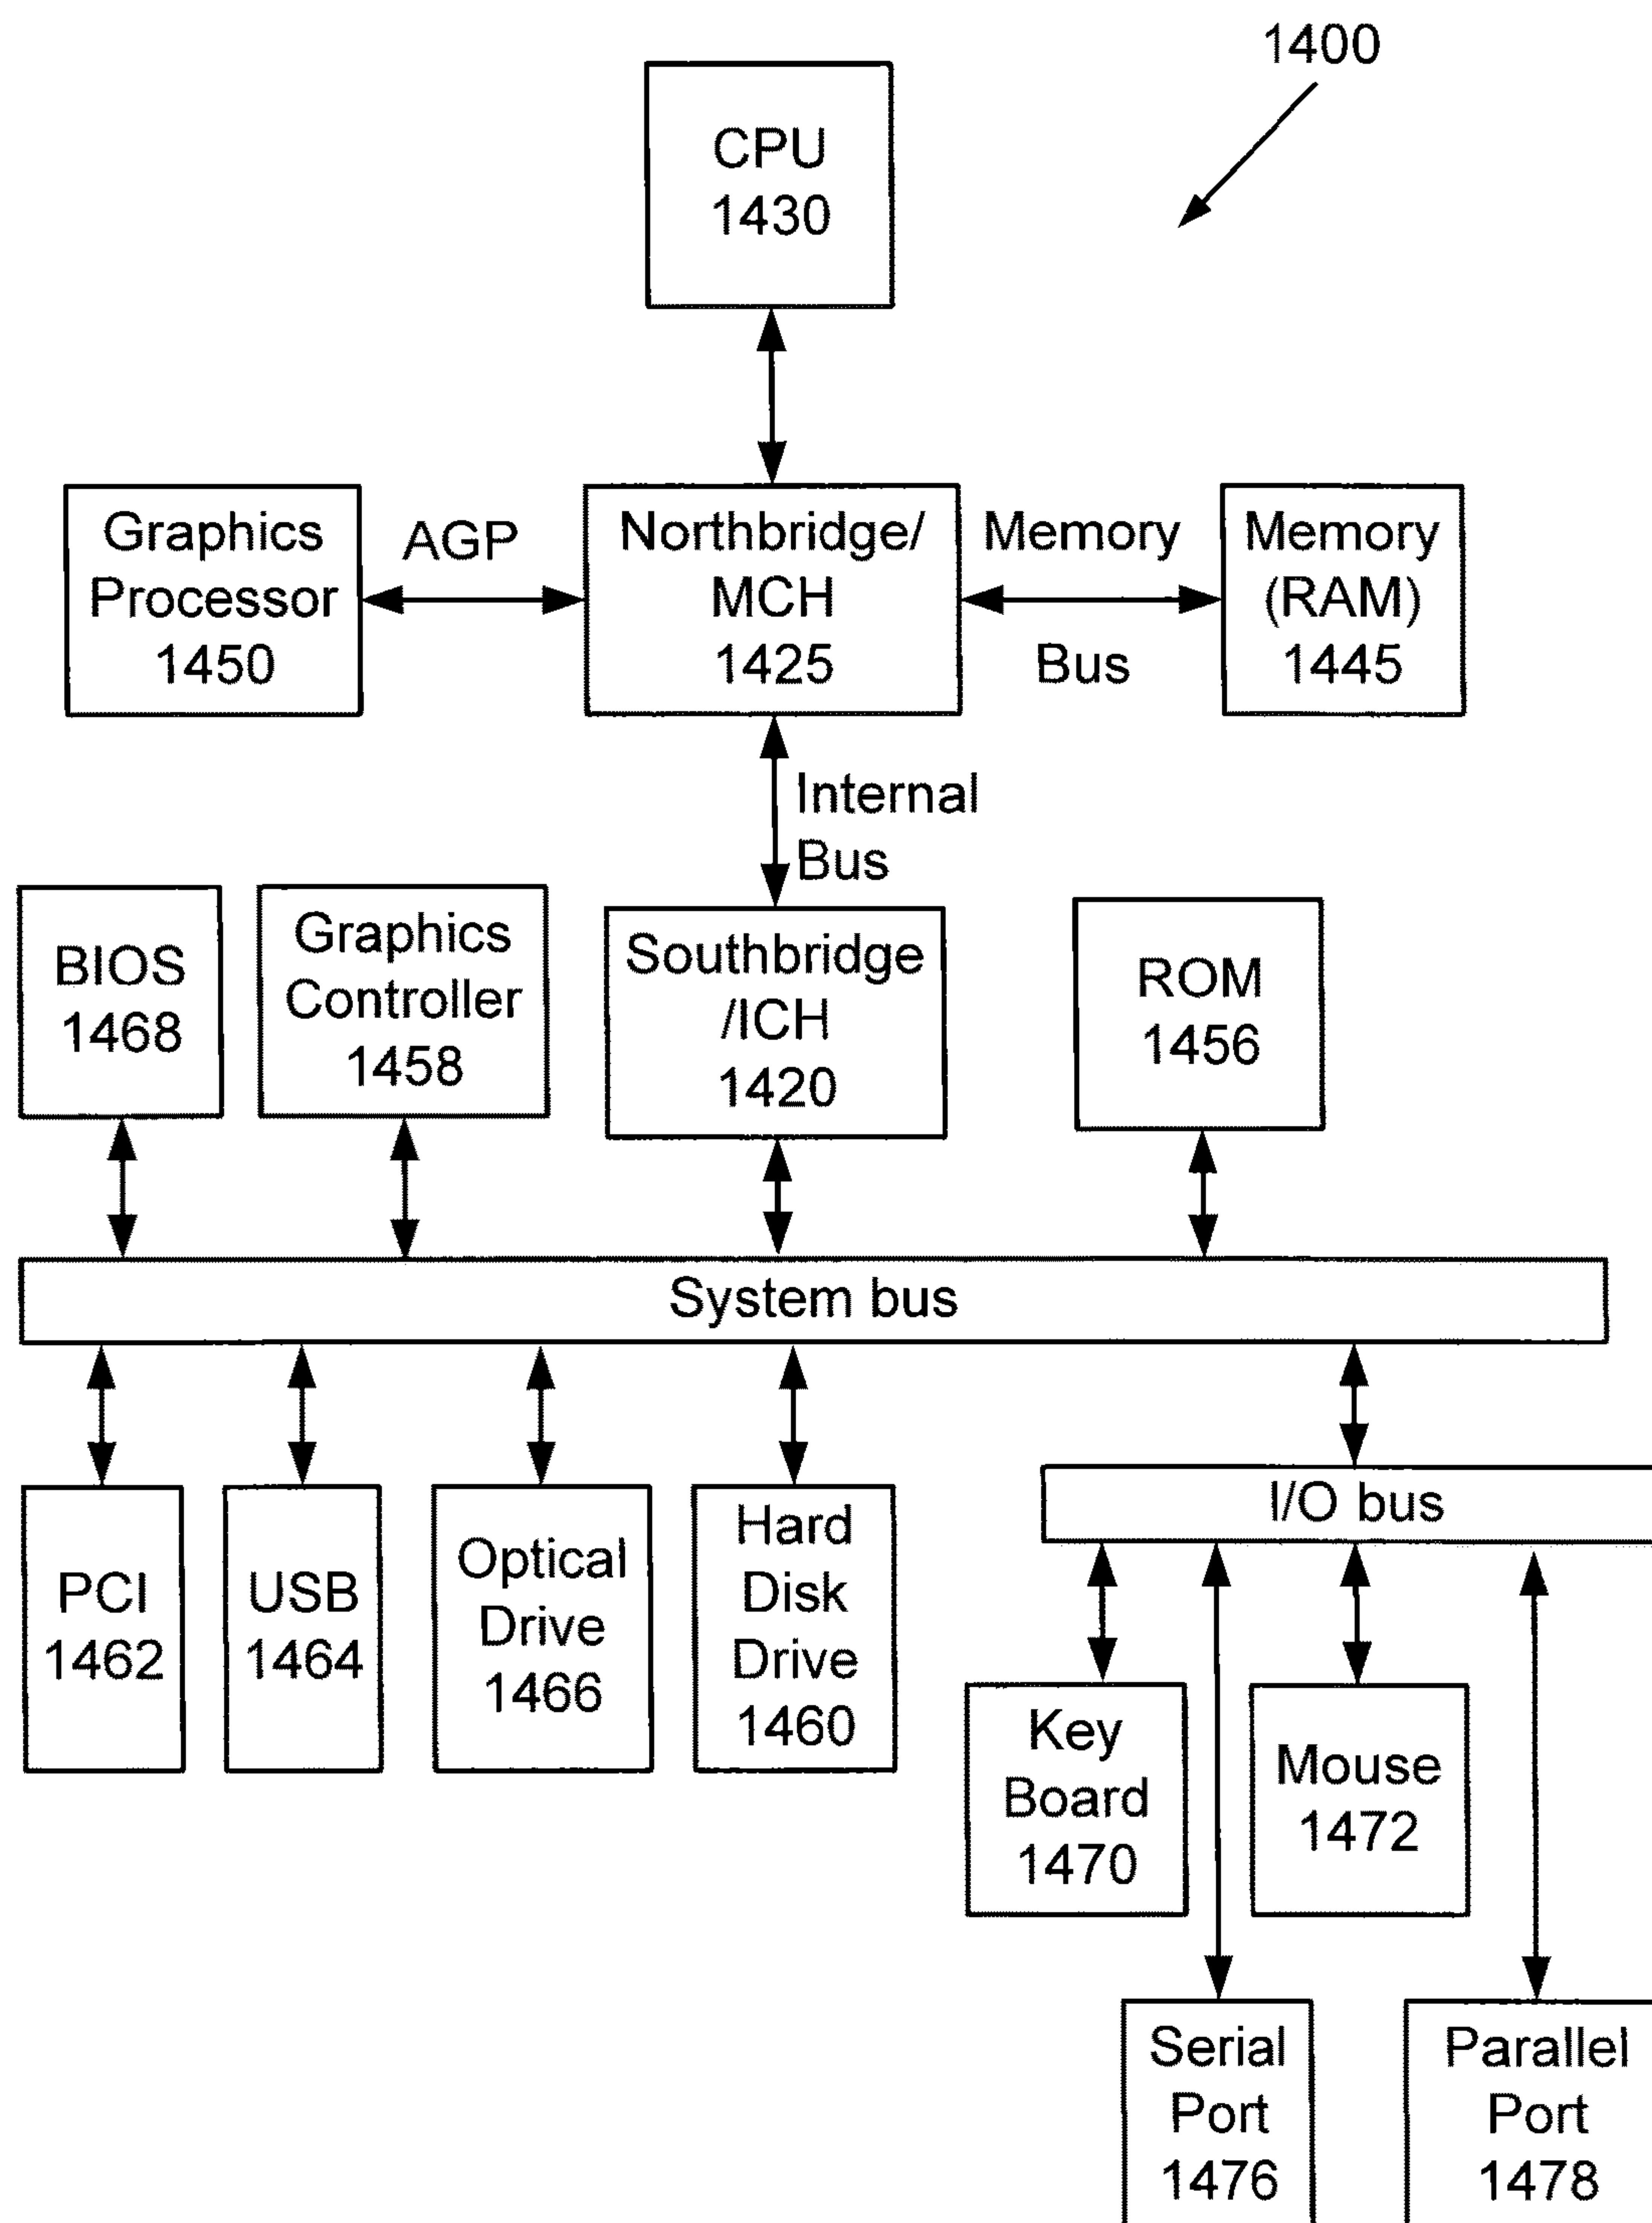 1400
CPU
1430
Graphics
Processor
1450
AGP
Northbridge/
MCH
1425
Memory
Bus
Memory
(RAM)
1445
Internal
Bus
BIOS
1468
Graphics
Controller
1458
Southbridge
/ICH
1420
ROM
1456
System bus
PCI
1462
USB
1464
Optical
Drive
1466
Hard
Disk
Drive
1460
I/O bus
Key
Board
1470
Mouse
1472
Serial
Port
1476
Parallel
Port
1478